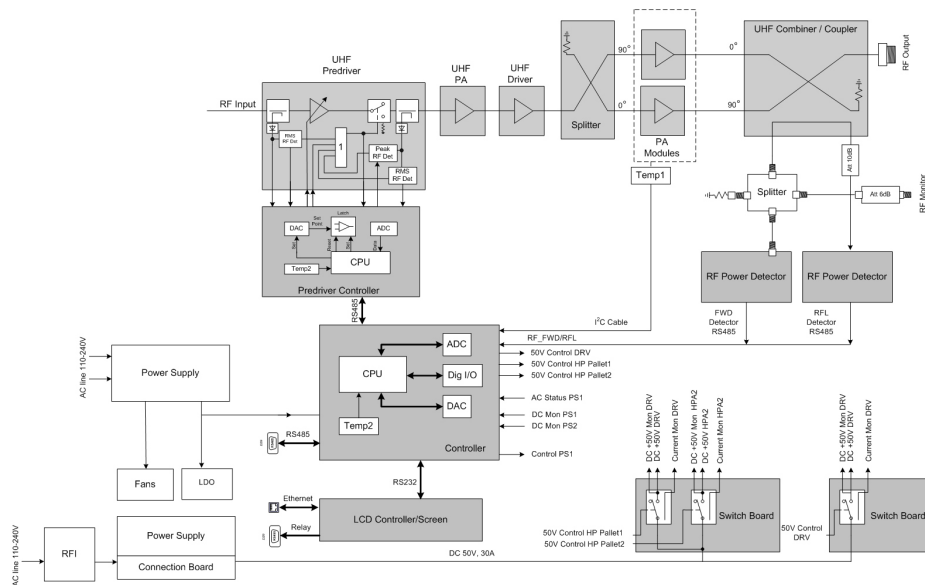 UHF
Predriver
RF Input
RMS
RF Det
1
Peak
RF Det
RMS
RF Det
UHF
PA
UHF
Driver
Splitter
90°
0°
PA
Modules
Temp1
0°
90°
UHF Combiner / Coupler
RF Output
Att 10dB
Splitter
Att 6dB
RF Monitor
RF Power Detector
RF Power Detector
FWD
Detector
RS485
RFL
Detector
RS485
DAC
Set
Point
Latch
ADC
Set
Reset
Data
CPU
Temp2
Predriver Controller
RS485
I²C Cable
RF_FWD/RFL
50V Control DRV
50V Control HP Pallet1
50V Control HP Pallet2
AC Status PS1
DC Mon PS1
DC Mon PS2
Control PS1
ADC
CPU
Dig I/O
DAC
Temp2
Controller
AC line 110-240V
Power Supply
Fans
LDO
RS485
RS232
Ethernet
Relay
LCD Controller/Screen
AC line 110-240V
RFI
Power Supply
Connection Board
DC 50V, 30A
DC +50V Mon DRV
DC +50V DRV
Current Mon DRV
DC +50V Mon HPA2
DC +50V HPA2
Current Mon HPA2
Switch Board
50V Control HP Pallet1
50V Control HP Pallet2
DC +50V Mon DRV
DC +50V DRV
Current Mon DRV
Switch Board
50V Control
DRV